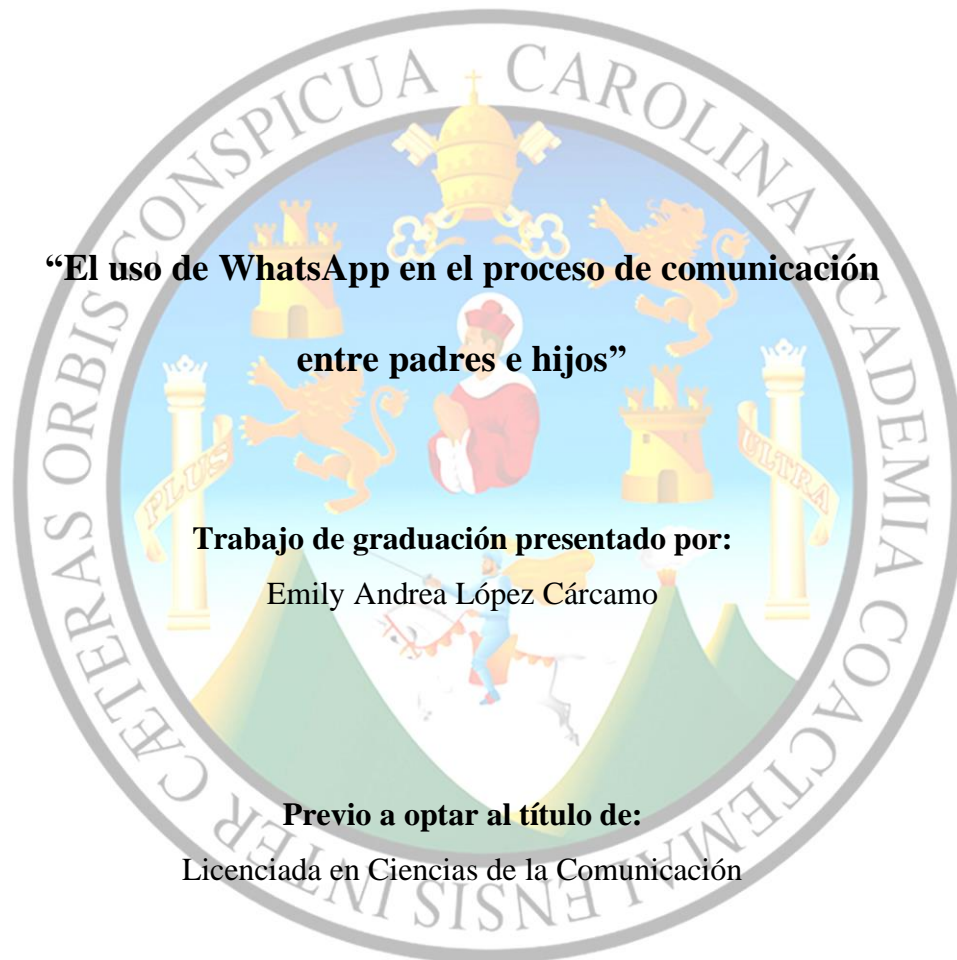 “El uso de WhatsApp en el proceso de comunicación
entre padres e hijos”
Trabajo de graduación presentado por:
Emily Andrea López Cárcamo
Previo a optar al título de:
Licenciada en Ciencias de la Comunicación
CAROLINA ACADEMIA COACTEMALENSIS INTER CÆTERAS ORBIS CONSPICUA
PLUS
ULTRA